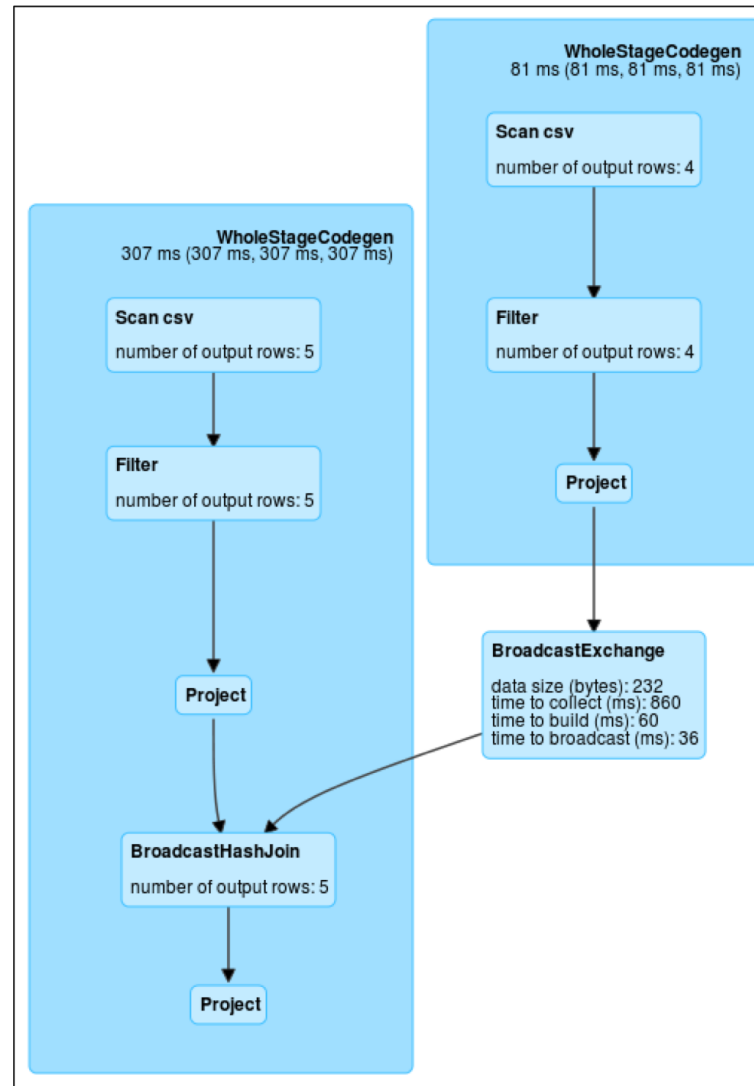 WholeStageCodegen
81 ms (81 ms, 81 ms, 81 ms)
Scan csv
number of output rows: 4
Filter
number of output rows: 4
Project
BroadcastExchange
data size (bytes): 232
time to collect (ms): 860
time to build (ms): 60
time to broadcast (ms): 36
WholeStageCodegen
307 ms (307 ms, 307 ms, 307 ms)
Scan csv
number of output rows: 5
Filter
number of output rows: 5
Project
BroadcastHashJoin
number of output rows: 5
Project